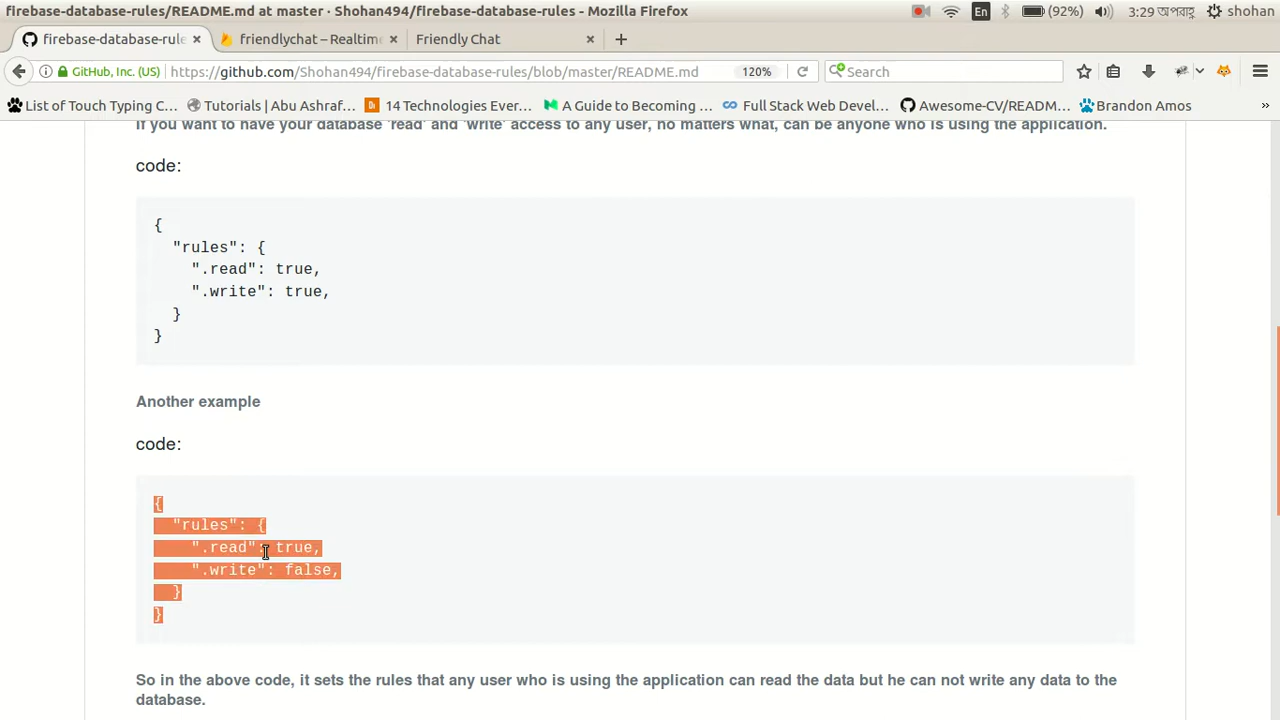 firebase-database-rules/README.md at master · Shohan494/firebase-database-rules - Mozilla Firefox
En (92%) 3:29 অপরাহ্ণ shohan
firebase-database-rule × friendlychat – Realtim × Friendly Chat × +
GitHub, Inc. (US) https://github.com/Shohan494/firebase-database-rules/blob/master/README.md 120% Search
List of Touch Typing C... Tutorials | Abu Ashraf... 14 Technologies Ever... A Guide to Becoming ... Full Stack Web Devel... Awesome-CV/READM... Brandon Amos »
If you want to have your database 'read' and 'write' access to any user, no matters what, can be anyone who is using the application.
code:
{
"rules": {
".read": true,
".write": true,
}
}
Another example
code:
{
"rules": {
".read": true,
".write": false,
}
}
So in the above code, it sets the rules that any user who is using the application can read the data but he can not write any data to the
database.